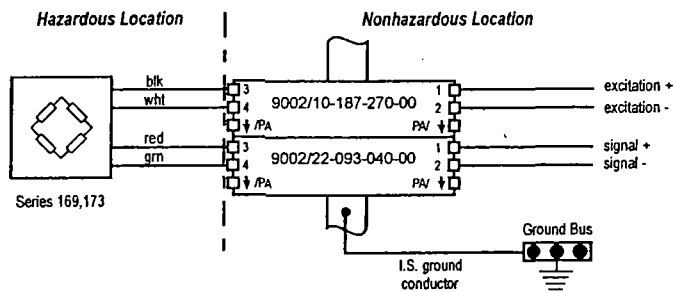 Hazardous Location
Nonhazardous Location
blk
wht
red
grn
Series 169,173
3
4
/PA
9002/10-187-270-00
1
2
PA/
3
4
/PA
9002/22-093-040-00
1
2
PA/
excitation +
excitation -
signal +
signal -
I.S. ground
conductor
Ground Bus